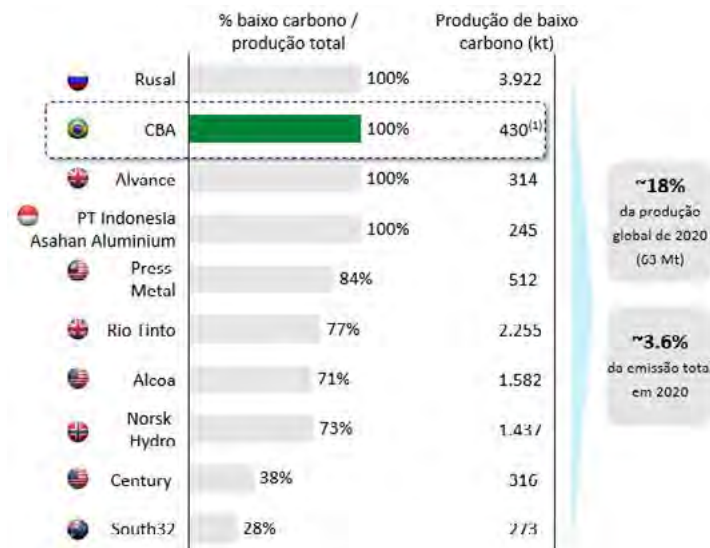 % baixo carbono /
produção total
Produção de baixo
carbono (kt)
Rusal 100% 3.922
CBA 100% 430(1)
Alvance 100% 314
PT Indonesia
Asahan Aluminium 100% 245
Press
Metal 84% 512
Rio Tinto 77% 2.255
Alcoa 71% 1.582
Norsk
Hydro 73% 1.437
Century 38% 316
South32 28% 273
~18%
da produção
global de 2020
(63 Mt)
~3.6%
da emissão total
em 2020